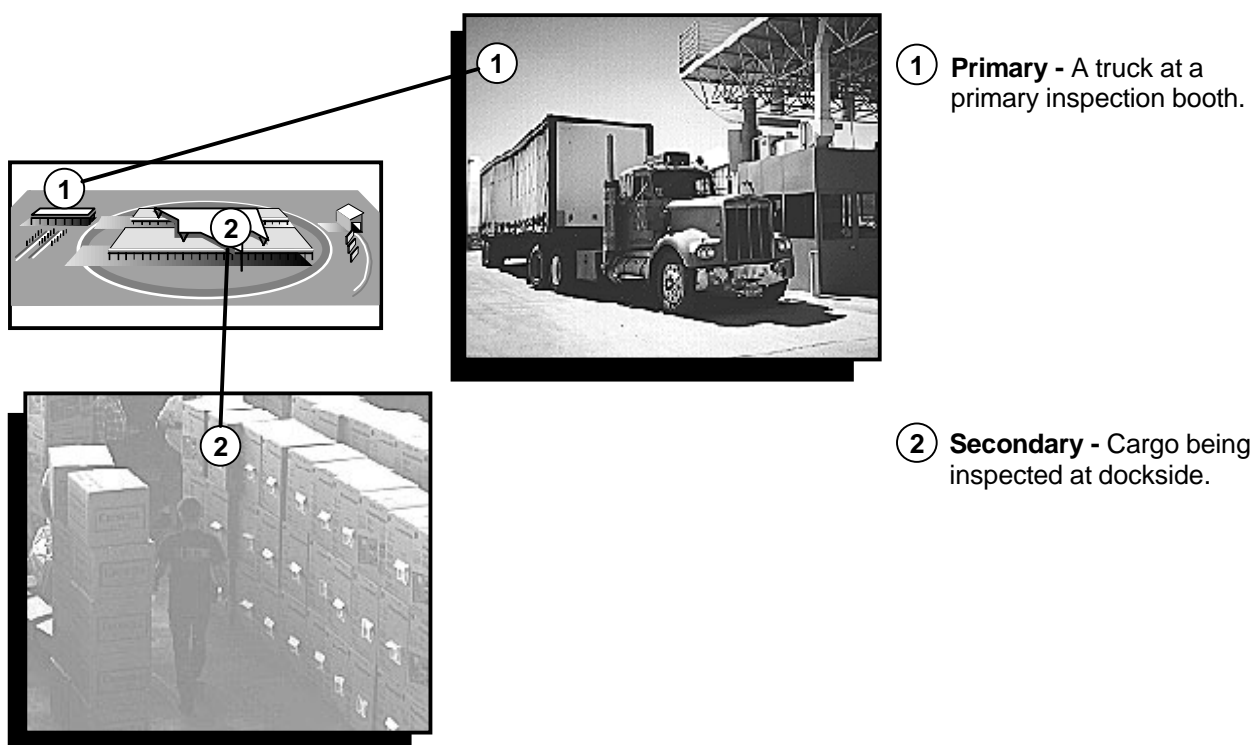 1
1 Primary - A truck at a
primary inspection booth.
1
2
2
2 Secondary - Cargo being
inspected at dockside.